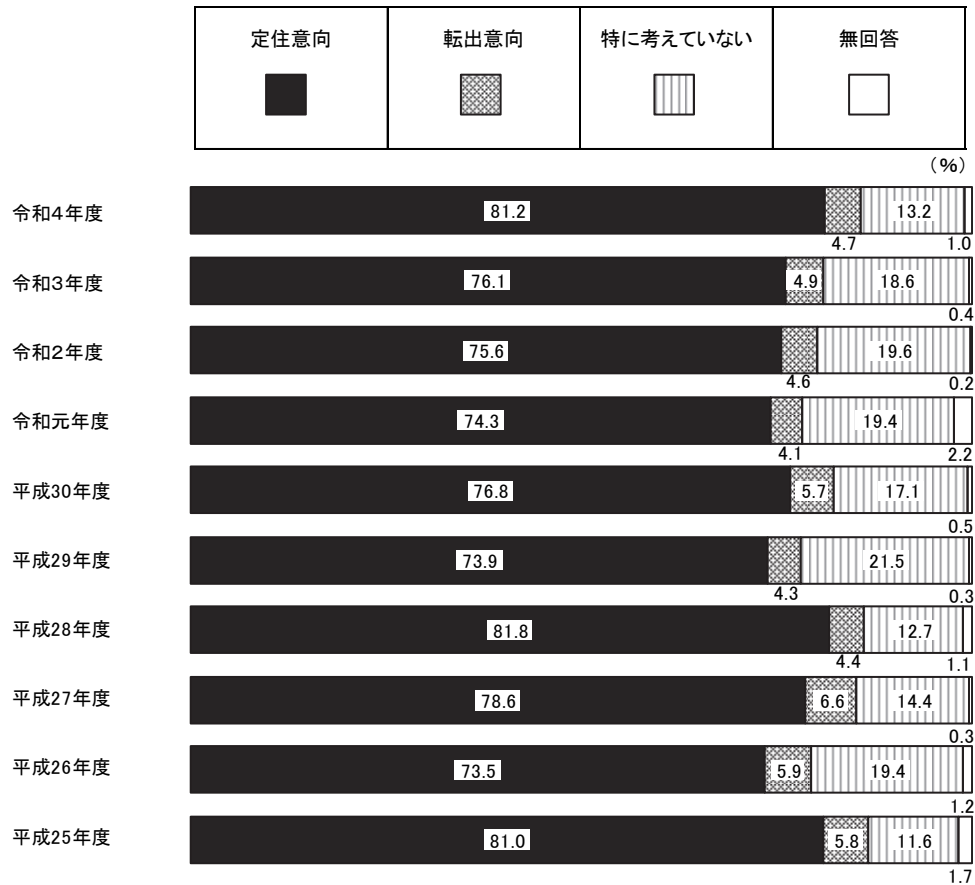 定住意向 転出意向 特に考えていない 無回答
(%)
令和4年度 81.2 4.7 13.2 1.0
令和3年度 76.1 4.9 18.6 0.4
令和2年度 75.6 4.6 19.6 0.2
令和元年度 74.3 4.1 19.4 2.2
平成30年度 76.8 5.7 17.1 0.5
平成29年度 73.9 4.3 21.5 0.3
平成28年度 81.8 4.4 12.7 1.1
平成27年度 78.6 6.6 14.4 0.3
平成26年度 73.5 5.9 19.4 1.2
平成25年度 81.0 5.8 11.6 1.7